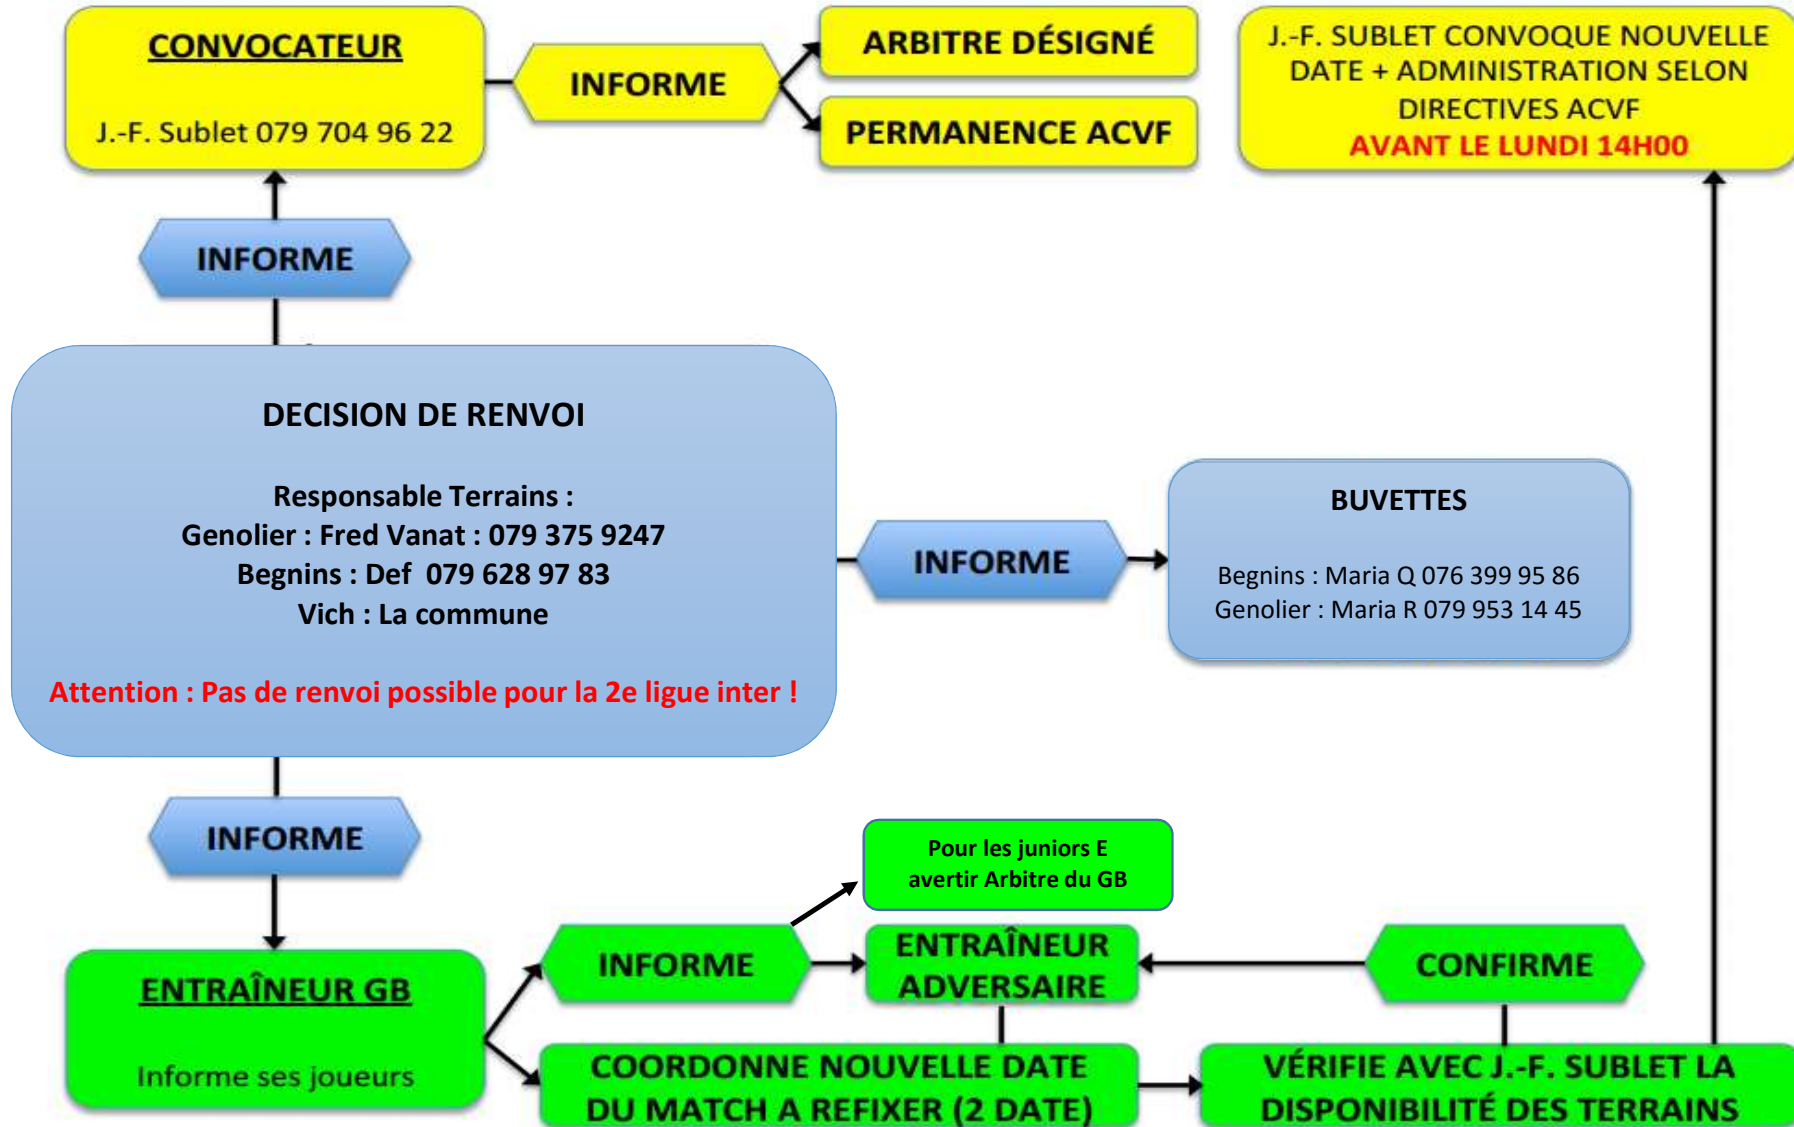 CONVOCATEUR
J.-F. Sublet 079 704 96 22
INFORME
ARBITRE DÉSIGNÉ
PERMANENCE ACVF
J.-F. SUBLET CONVOQUE NOUVELLE
DATE + ADMINISTRATION SELON
DIRECTIVES ACVF
AVANT LE LUNDI 14H00
INFORME
DECISION DE RENVOI
Responsable Terrains :
Genolier : Fred Vanat : 079 375 9247
Begnins : Def 079 628 97 83
Vich : La commune
Attention : Pas de renvoi possible pour la 2e ligue inter !
INFORME
BUVETTES
Begnins : Maria Q 076 399 95 86
Genolier : Maria R 079 953 14 45
INFORME
Pour les juniors E
avertir Arbitre du GB
ENTRAÎNEUR GB
Informe ses joueurs
INFORME
ENTRAÎNEUR
ADVERSAIRE
CONFIRME
COORDONNE NOUVELLE DATE
DU MATCH A REFIXER (2 DATE)
VÉRIFIE AVEC J.-F. SUBLET LA
DISPONIBILITÉ DES TERRAINS